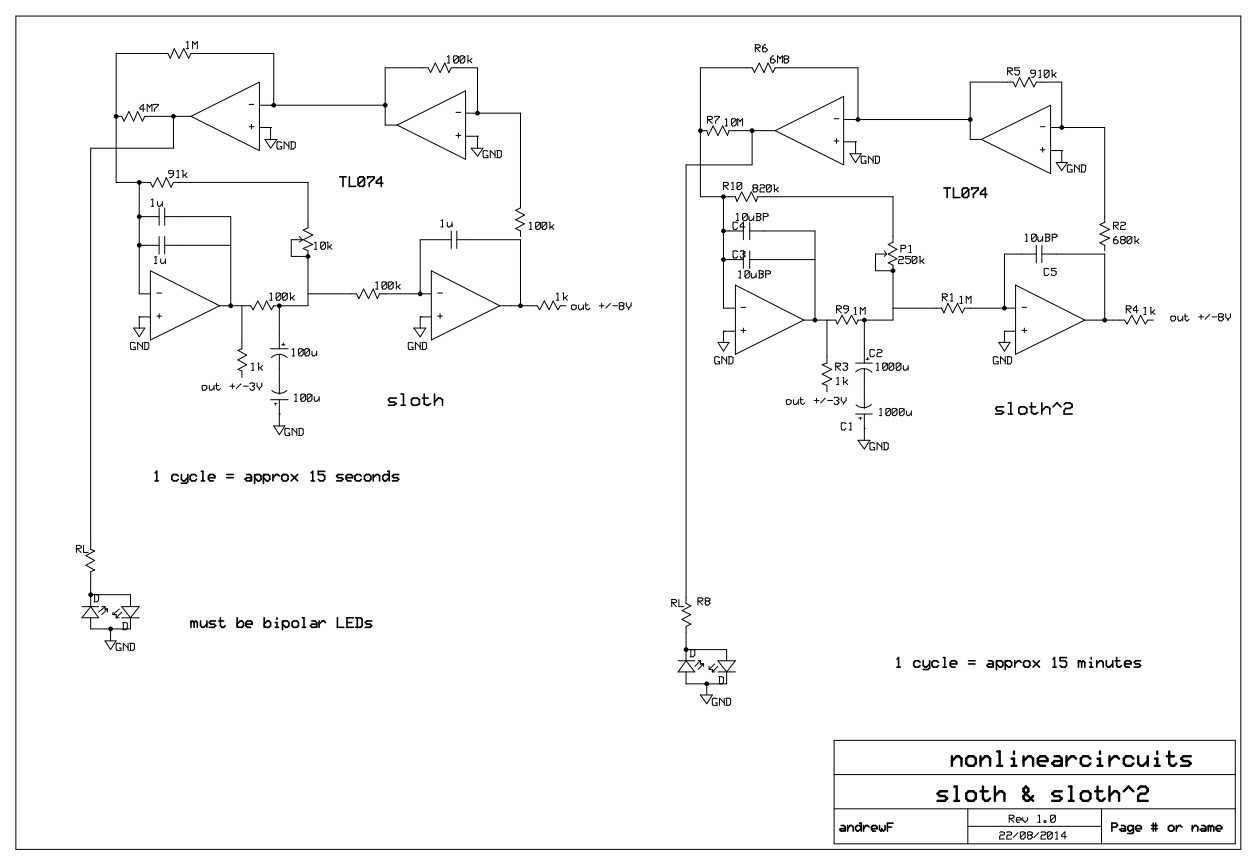 1M
100k
4M7
GND
GND
91k
TL074
1u
1u
10k
1u
100k
100k
100k
1k
out +/-8V
GND
GND
100u
1k
out +/-3V
100u
GND
sloth
1 cycle = approx 15 seconds
RL
D
D
GND
must be bipolar LEDs
R6
6M8
R5 910k
R7 10M
GND
GND
R10 820k
TL074
10uBP
C4
C3
10uBP
P1
250k
10uBP
C5
R2
680k
R1 1M
R9 1M
R4 1k
out +/-8V
GND
GND
C2
1000u
R3
1k
out +/-3V
1000u
C1
GND
sloth^2
RL R8
D
D
GND
1 cycle = approx 15 minutes
nonlinearcircuits
sloth & sloth^2
andrewF
Rev 1.0
22/08/2014
Page # or name